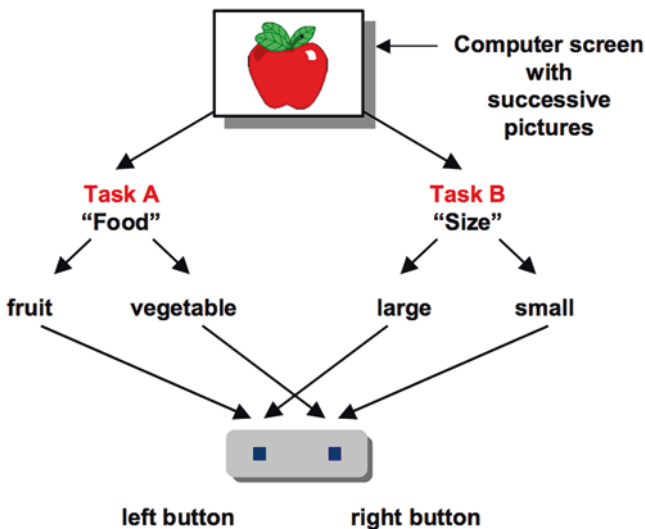 Computer screen
with
successive
pictures
Task A
“Food”
Task B
“Size”
fruit
vegetable
large
small
left button
right button